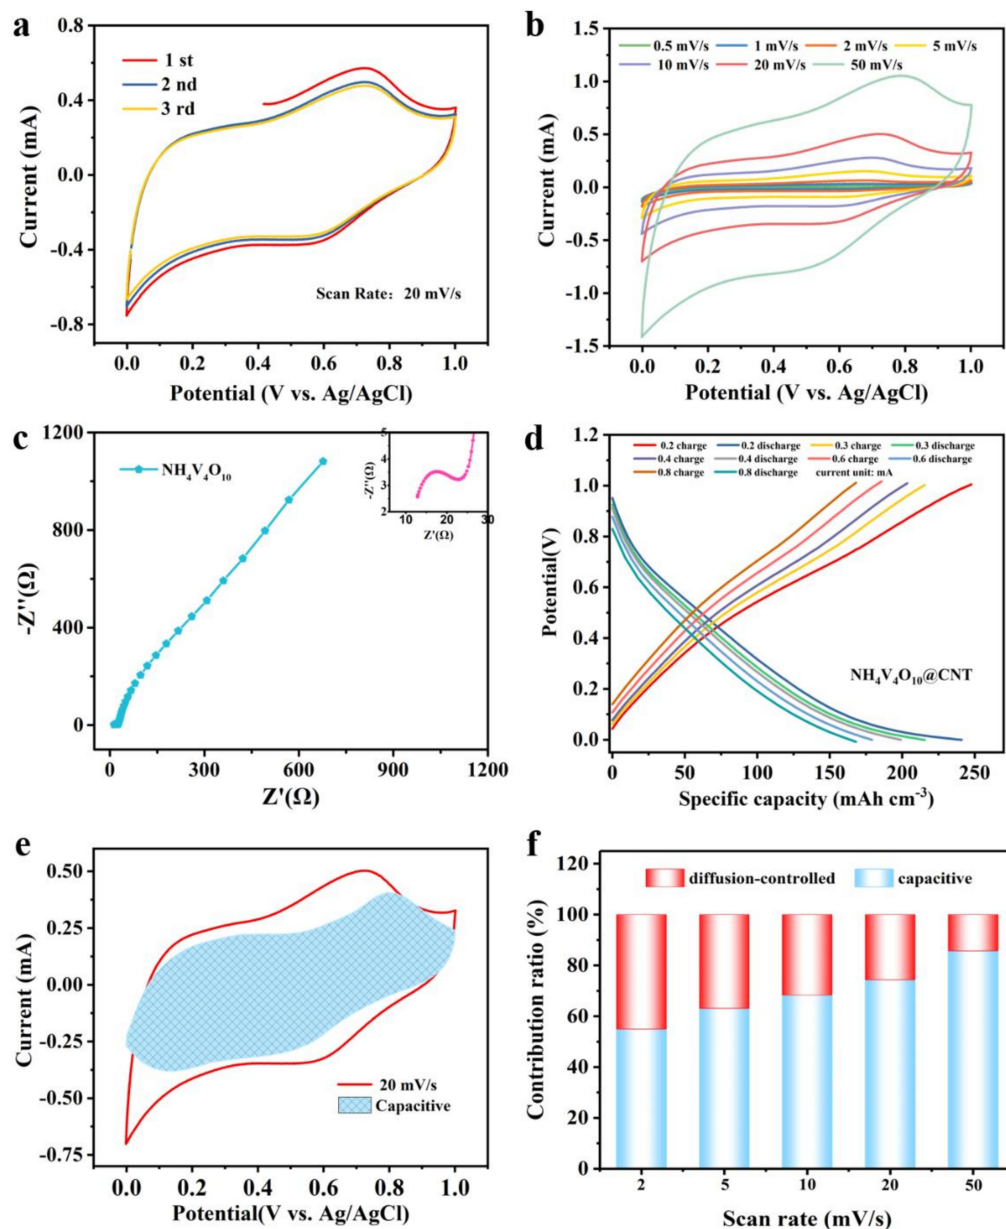 a
0.8
0.4
0.0
-0.4
-0.8
Current (mA)
1 st
2 nd
3 rd
Scan Rate: 20 mV/s
0.0 0.2 0.4 0.6 0.8 1.0
Potential (V vs. Ag/AgCl)
b
1.5
1.0
0.5
0.0
-0.5
-1.0
-1.5
Current (mA)
0.5 mV/s 1 mV/s 2 mV/s 5 mV/s
10 mV/s 20 mV/s 50 mV/s
0.0 0.2 0.4 0.6 0.8 1.0
Potential (V vs. Ag/AgCl)
c
1200
800
400
0
-Z''(Ω)
NH₄V₄O₁₀
5
4
3
2
-Z''(Ω)
10 20 30
Z'(Ω)
0 300 600 900 1200
Z'(Ω)
d
1.2
1.0
0.8
0.6
0.4
0.2
0.0
Potential(V)
0.2 charge 0.2 discharge 0.3 charge 0.3 discharge
0.4 charge 0.4 discharge 0.6 charge 0.6 discharge
0.8 charge 0.8 discharge current unit: mA
NH₄V₄O₁₀@CNT
0 50 100 150 200 250
Specific capacity (mAh cm⁻³)
e
0.50
0.25
0.00
-0.25
-0.50
-0.75
Current (mA)
20 mV/s
Capacitive
0.0 0.2 0.4 0.6 0.8 1.0
Potential(V vs. Ag/AgCl)
f
120
100
80
60
40
20
0
Contribution ratio (%)
diffusion-controlled capacitive
2 5 10 20 50
Scan rate (mV/s)